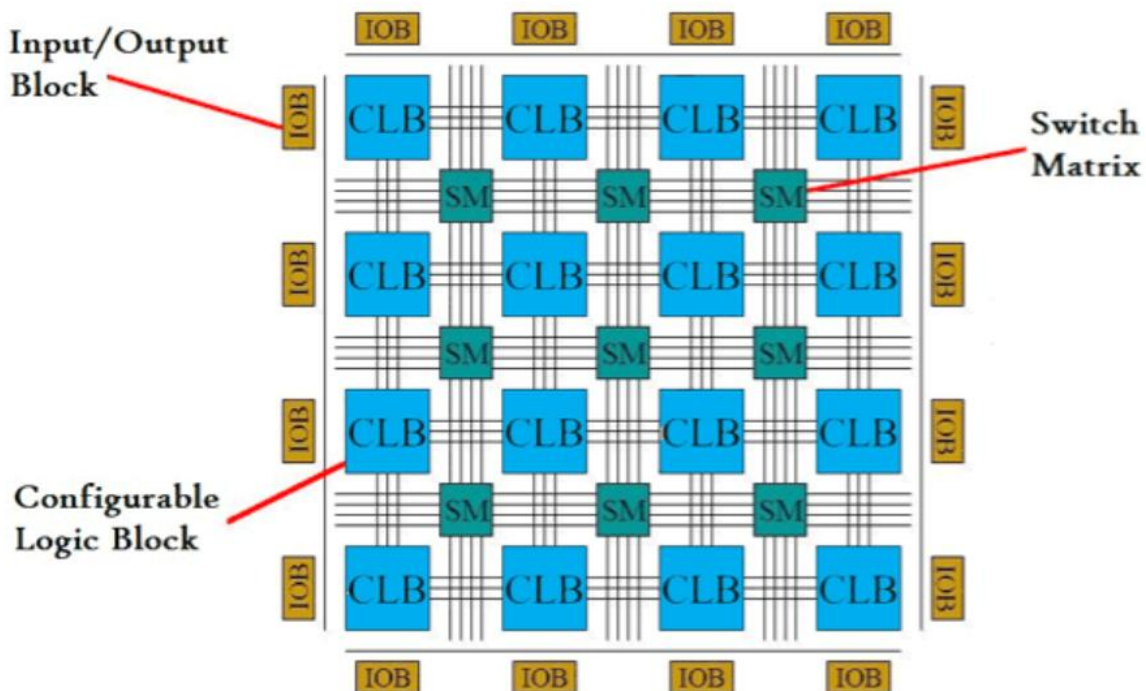 IOB IOB IOB IOB
Input/Output
Block
IOB CLB CLB CLB CLB IOB
Switch
Matrix
SM SM SM
IOB CLB CLB CLB CLB IOB
SM SM SM
IOB CLB CLB CLB CLB IOB
Configurable
Logic Block
SM SM SM
IOB CLB CLB CLB CLB IOB
IOB IOB IOB IOB